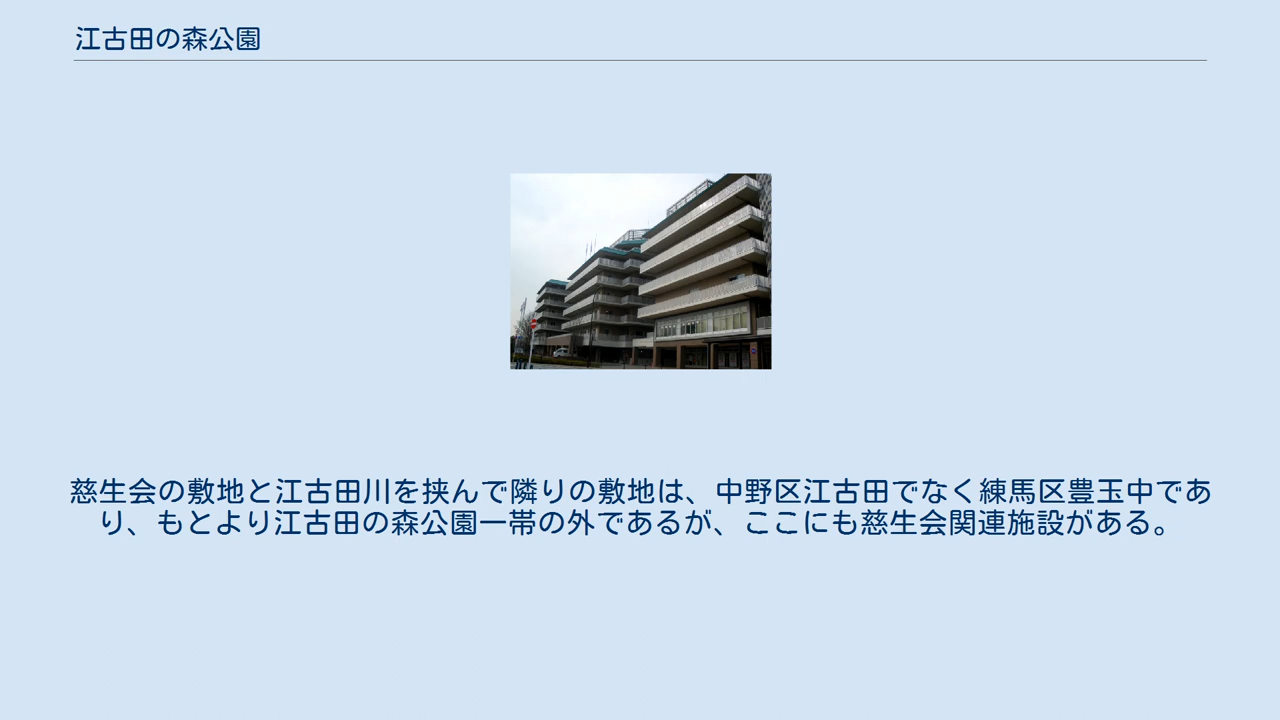 江古田の森公園
慈生会の敷地と江古田川を挟んで隣りの敷地は、中野区江古田でなく練馬区豊玉中であ
り、もとより江古田の森公園一帯の外であるが、ここにも慈生会関連施設がある。